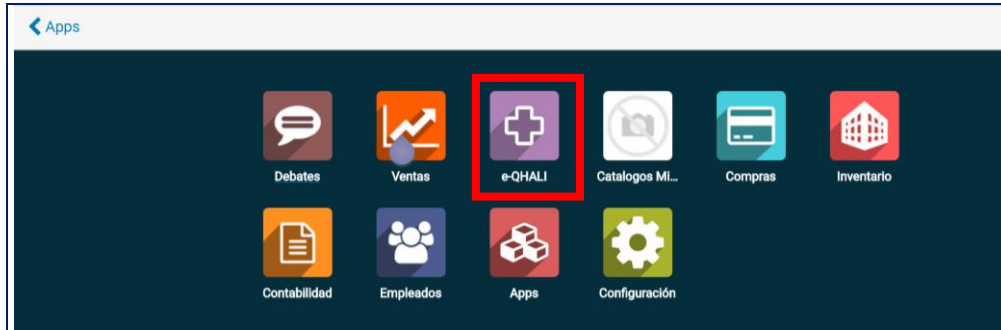 Apps
Debates Ventas e-QHALI Catalogos Mi... Compras Inventario
Contabilidad Empleados Apps Configuración